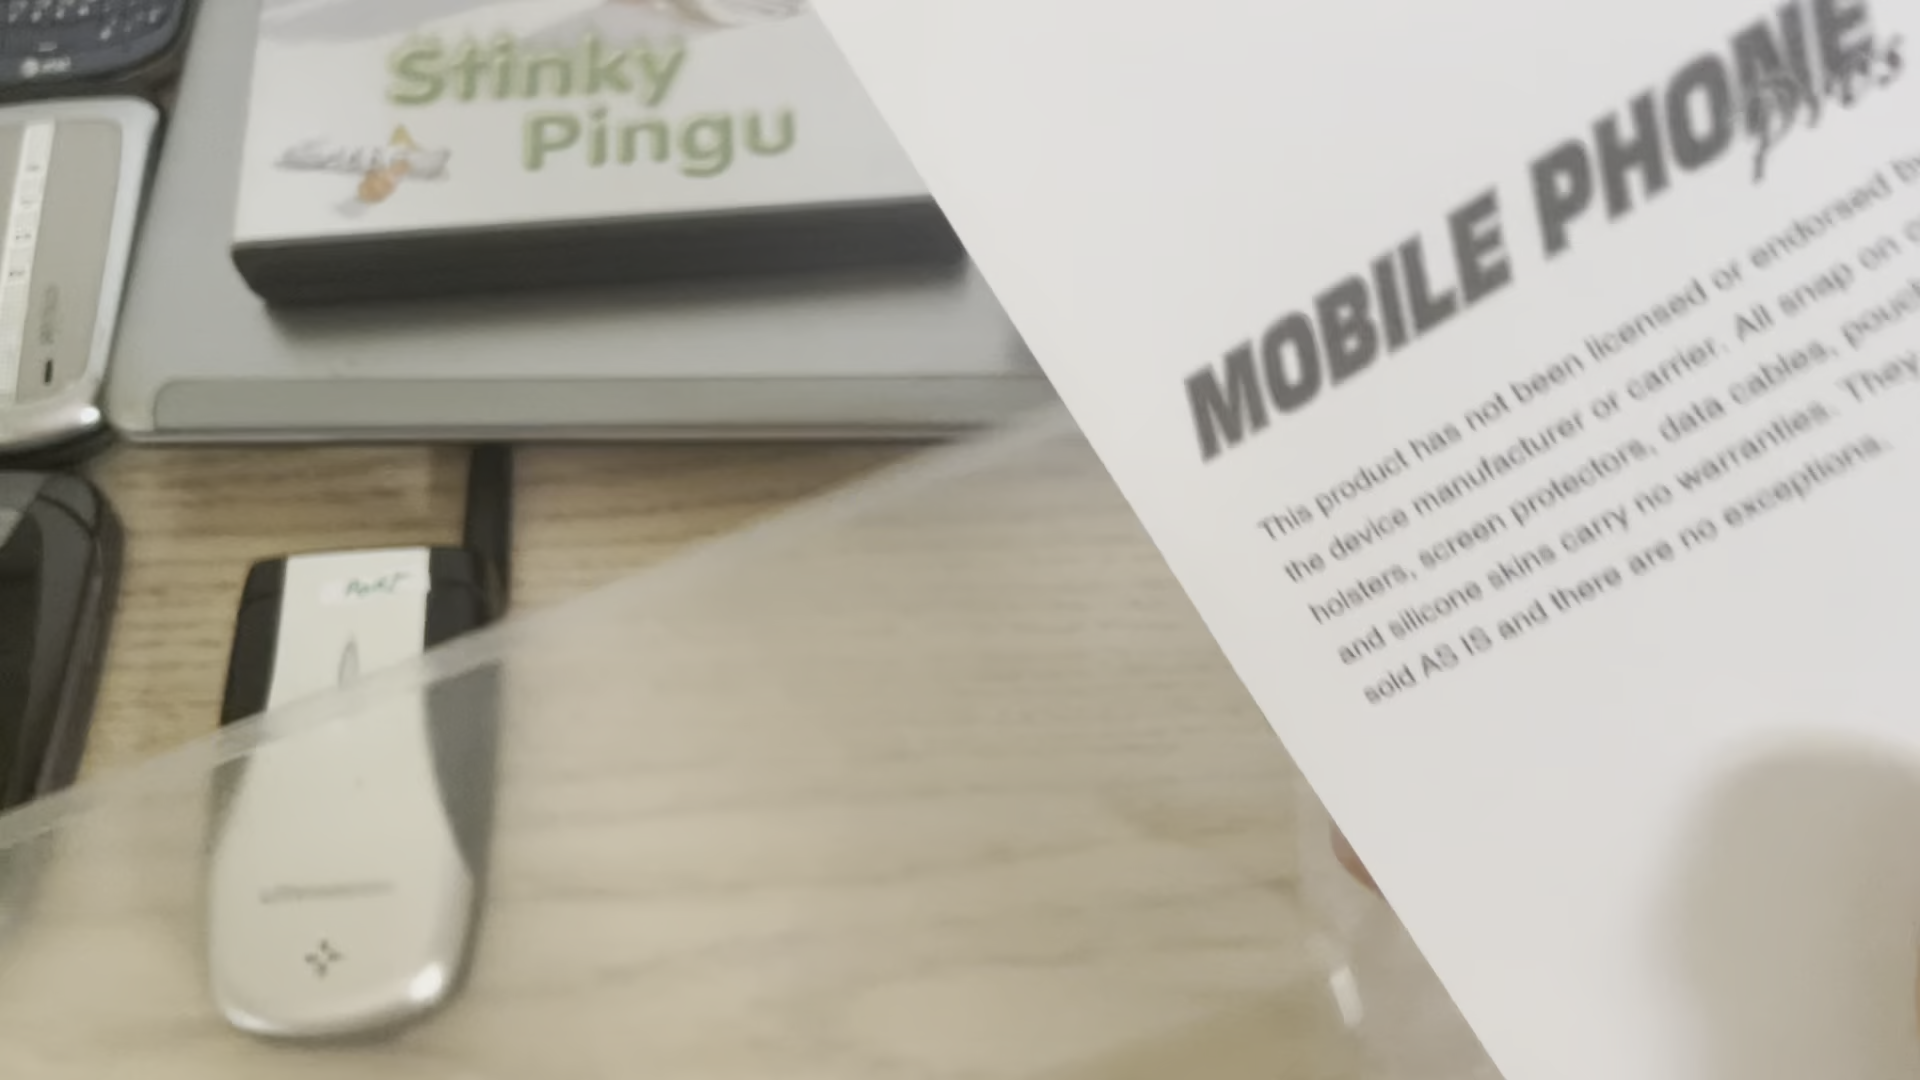 Stinky
Pingu
MOBILE PHONE
This product has not been licensed or endorsed by
the device manufacturer or carrier. All snap on
holsters, screen protectors, data cables,
and silicone skins carry no warranties. They
sold AS IS and there are no exceptions.